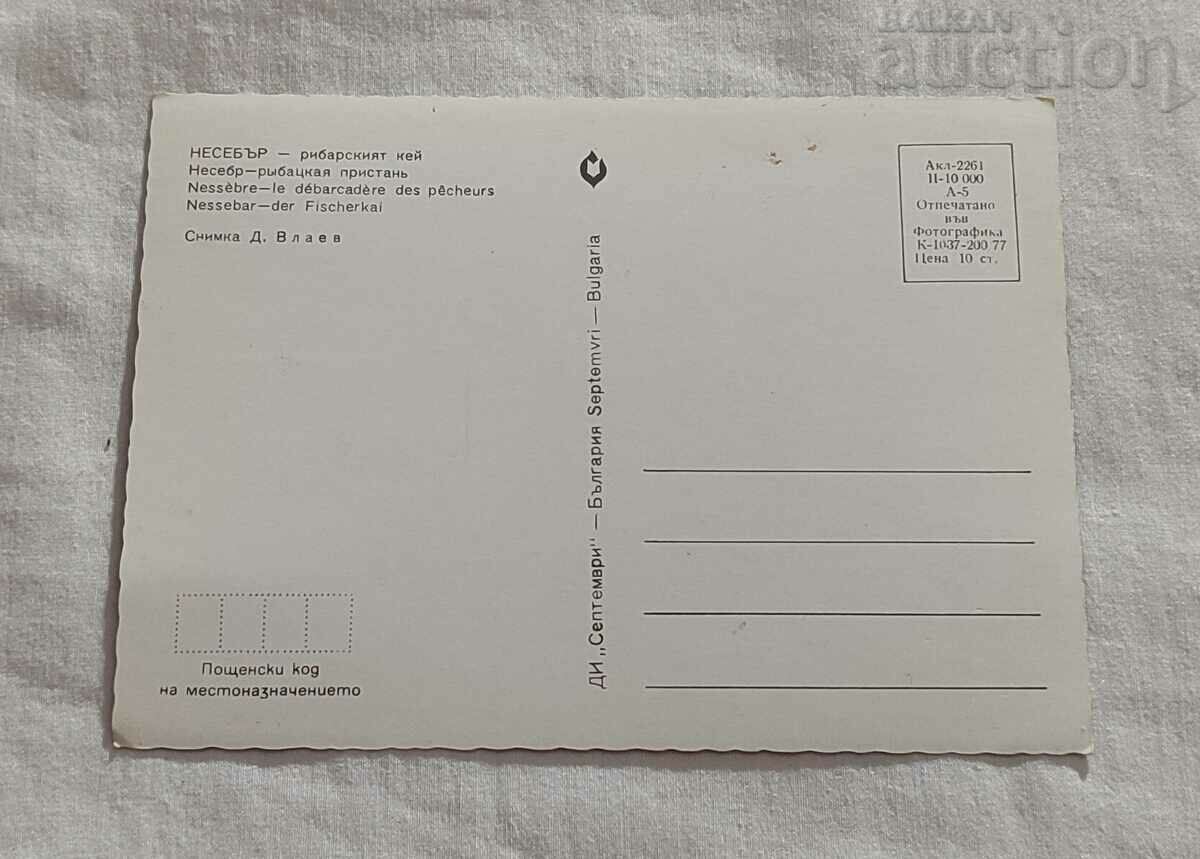 BALKAN
auction
НЕСЕБЪР — рибарският кей
Несебр—рыбацкая пристань
Nessèbre—le débarcadère des pêcheurs
Nessebar—der Fischerkai
Снимка Д. Влаев
ДИ „Септември" — България Septemvri — Bulgaria
Акл-2261
II-10 000
А-5
Отпечатано
във
Фотографика
К-1037-200 77
Цена 10 ст.
Пощенски код
на местоназначението